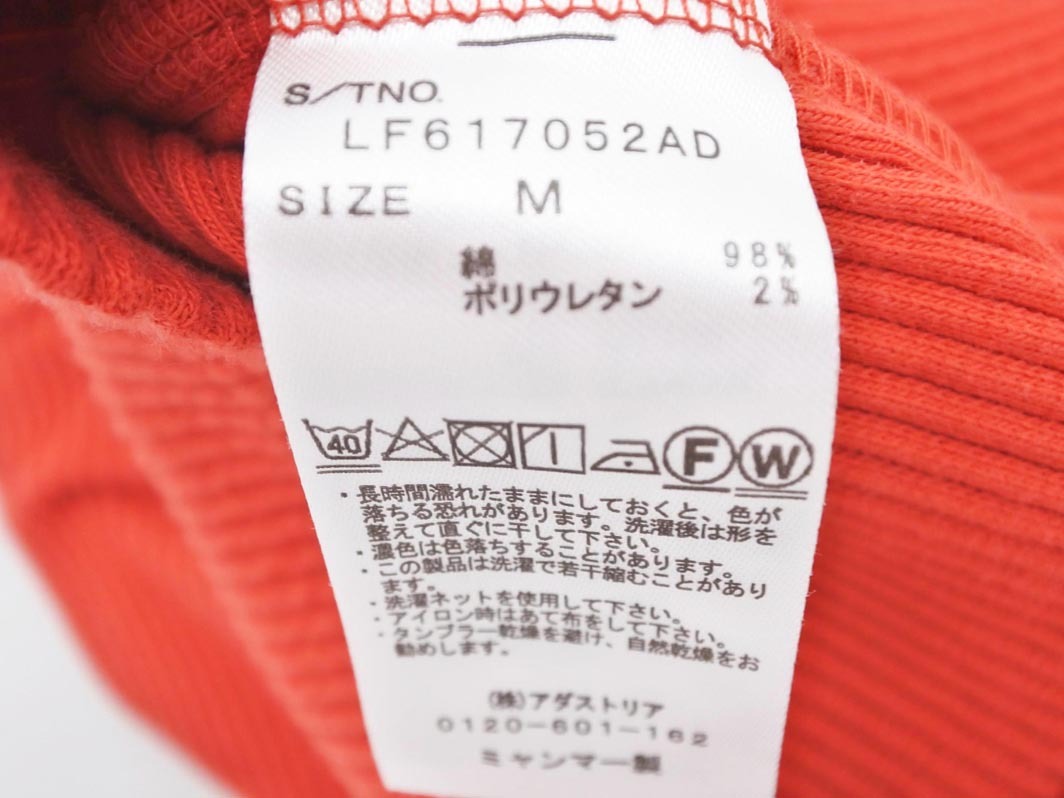 S/TNO.
LF617052AD
SIZE M
綿 98%
ポリウレタン 2%
40 F W
・長時間濡れたままにしておくと、色が
落ちる恐れがあります。洗濯後は形を
整えて直ぐに干して下さい。
・濃色は色落ちすることがあります。
・この製品は洗濯で若干縮むことがあり
ます。
・洗濯ネットを使用して下さい。
・アイロン時はあて布をして下さい。
・タンブラー乾燥を避け、自然乾燥をお
勧めします。
(株)アダストリア
0120-601-162
ミャンマー製